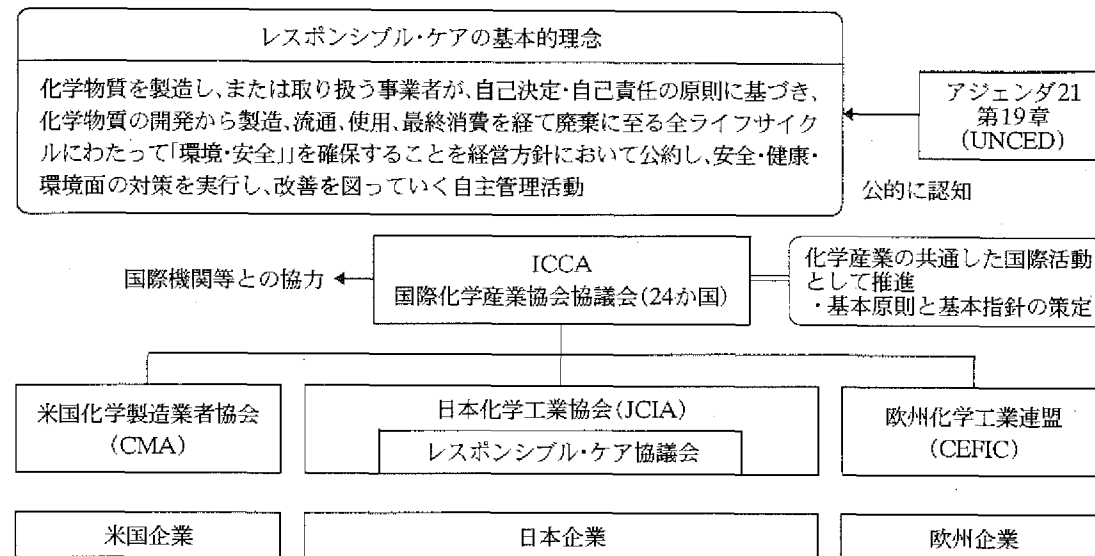 レスポンシブル・ケアの基本的理念
化学物質を製造し、または取り扱う事業者が、自己決定・自己責任の原則に基づき、
化学物質の開発から製造、流通、使用、最終消費を経て廃棄に至る全ライフサイク
ルにわたって「環境・安全」」を確保することを経営方針において公約し、安全・健康・
環境面の対策を実行し、改善を図っていく自主管理活動
アジェンダ21
第19章
(UNCED)
公的に認知
国際機関等との協力
ICCA
国際化学産業協会協議会(24か国)
化学産業の共通した国際活動
として推進
・基本原則と基本指針の策定
米国化学製造業者協会
(CMA)
日本化学工業協会(JCIA)
レスポンシブル・ケア協議会
欧州化学工業連盟
(CEFIC)
米国企業
日本企業
欧州企業